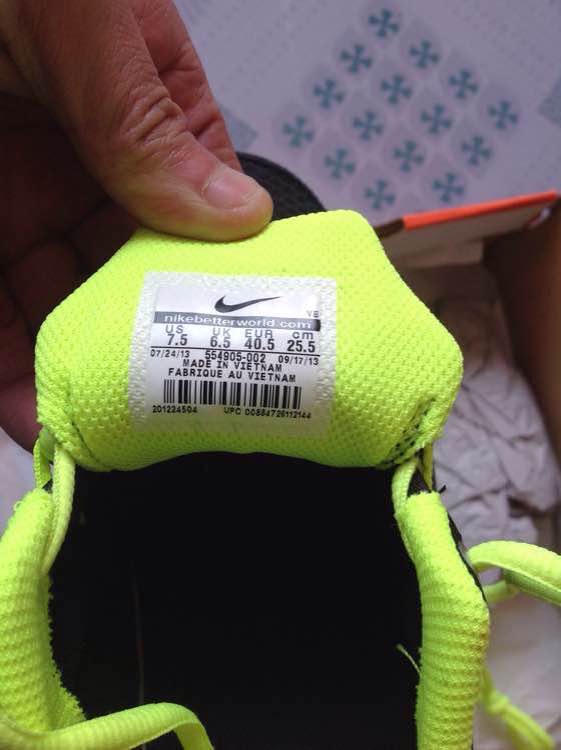 VB
nikebetterworld.com
US UK EUR cm
7.5 6.5 40.5 25.5
07/24/13 554905-002 09/17/13
MADE IN VIETNAM
FABRIQUE AU VIETNAM
201224504 UPC 00884726112144